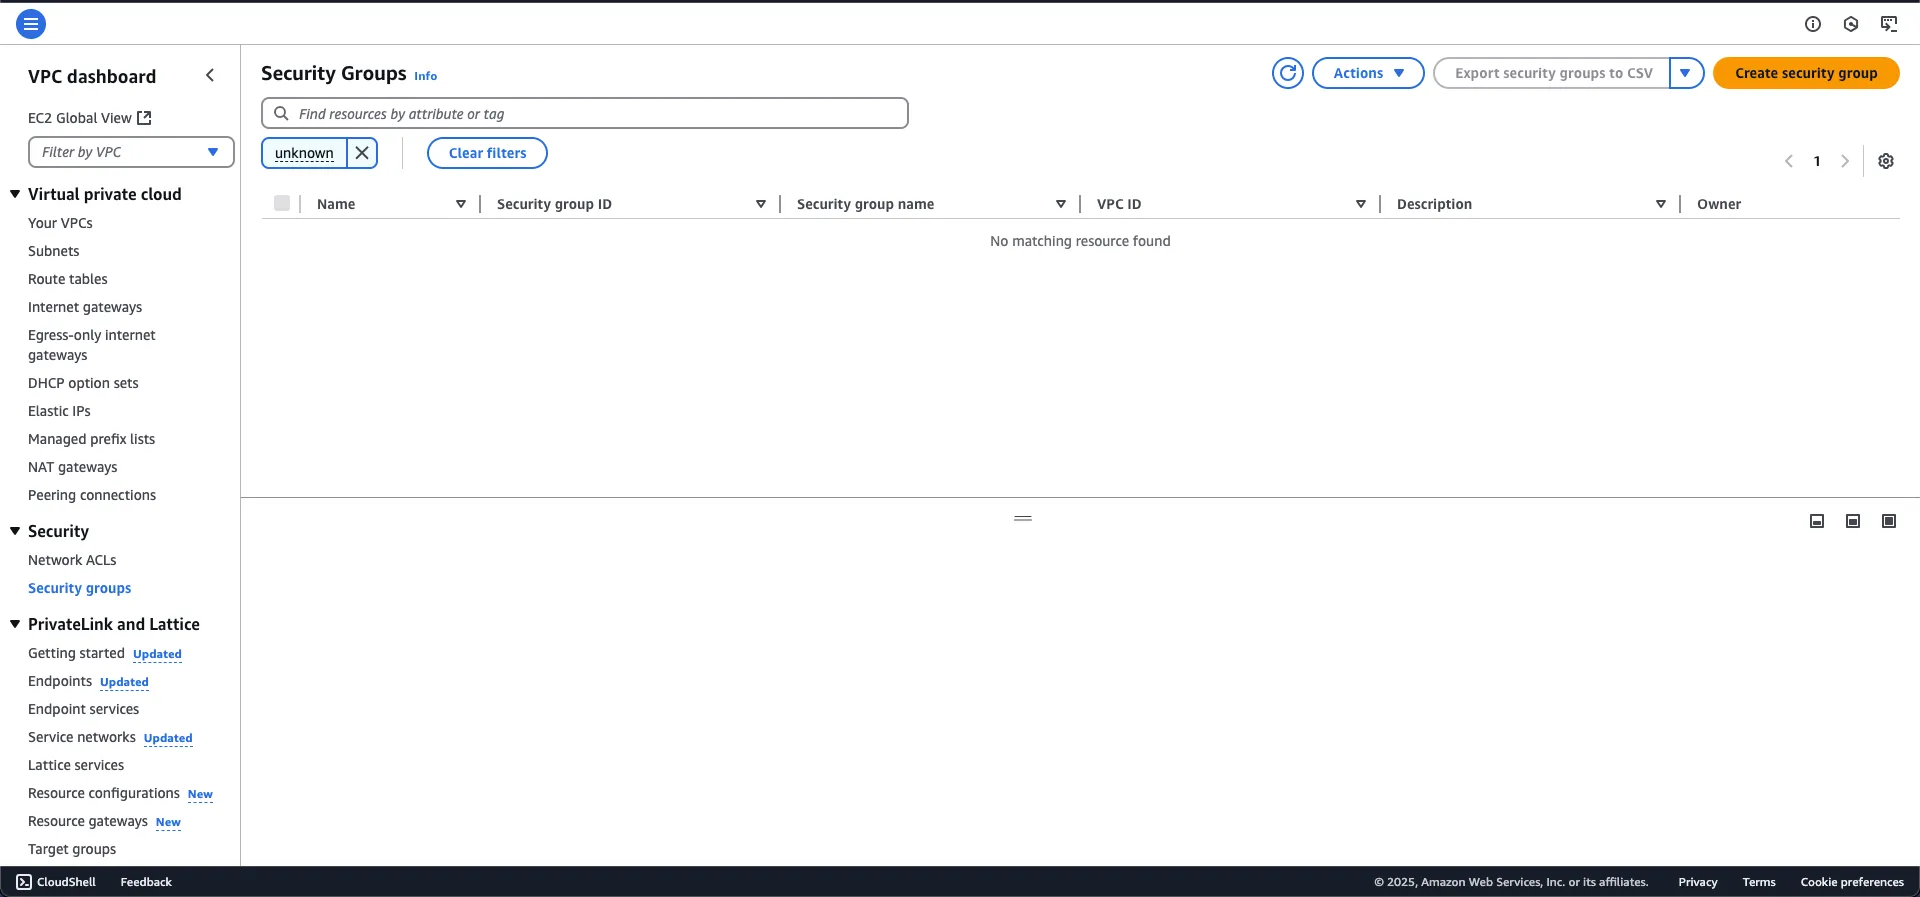 VPC dashboard
EC2 Global View
Filter by VPC
Virtual private cloud
Your VPCs
Subnets
Route tables
Internet gateways
Egress-only internet
gateways
DHCP option sets
Elastic IPs
Managed prefix lists
NAT gateways
Peering connections
Security
Network ACLs
Security groups
PrivateLink and Lattice
Getting started Updated
Endpoints Updated
Endpoint services
Service networks Updated
Lattice services
Resource configurations New
Resource gateways New
Target groups
Security Groups Info
Actions
Export security groups to CSV
Create security group
Find resources by attribute or tag
unknown
Clear filters
1
Name Security group ID Security group name VPC ID Description Owner
No matching resource found
CloudShell Feedback © 2025, Amazon Web Services, Inc. or its affiliates. Privacy Terms Cookie preferences